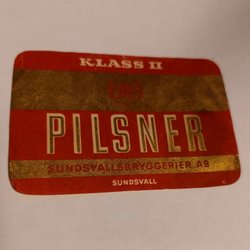 KLASS II
PILSNER
SUNDSVALLSBRYGGERIER AB
SUNDSVALL